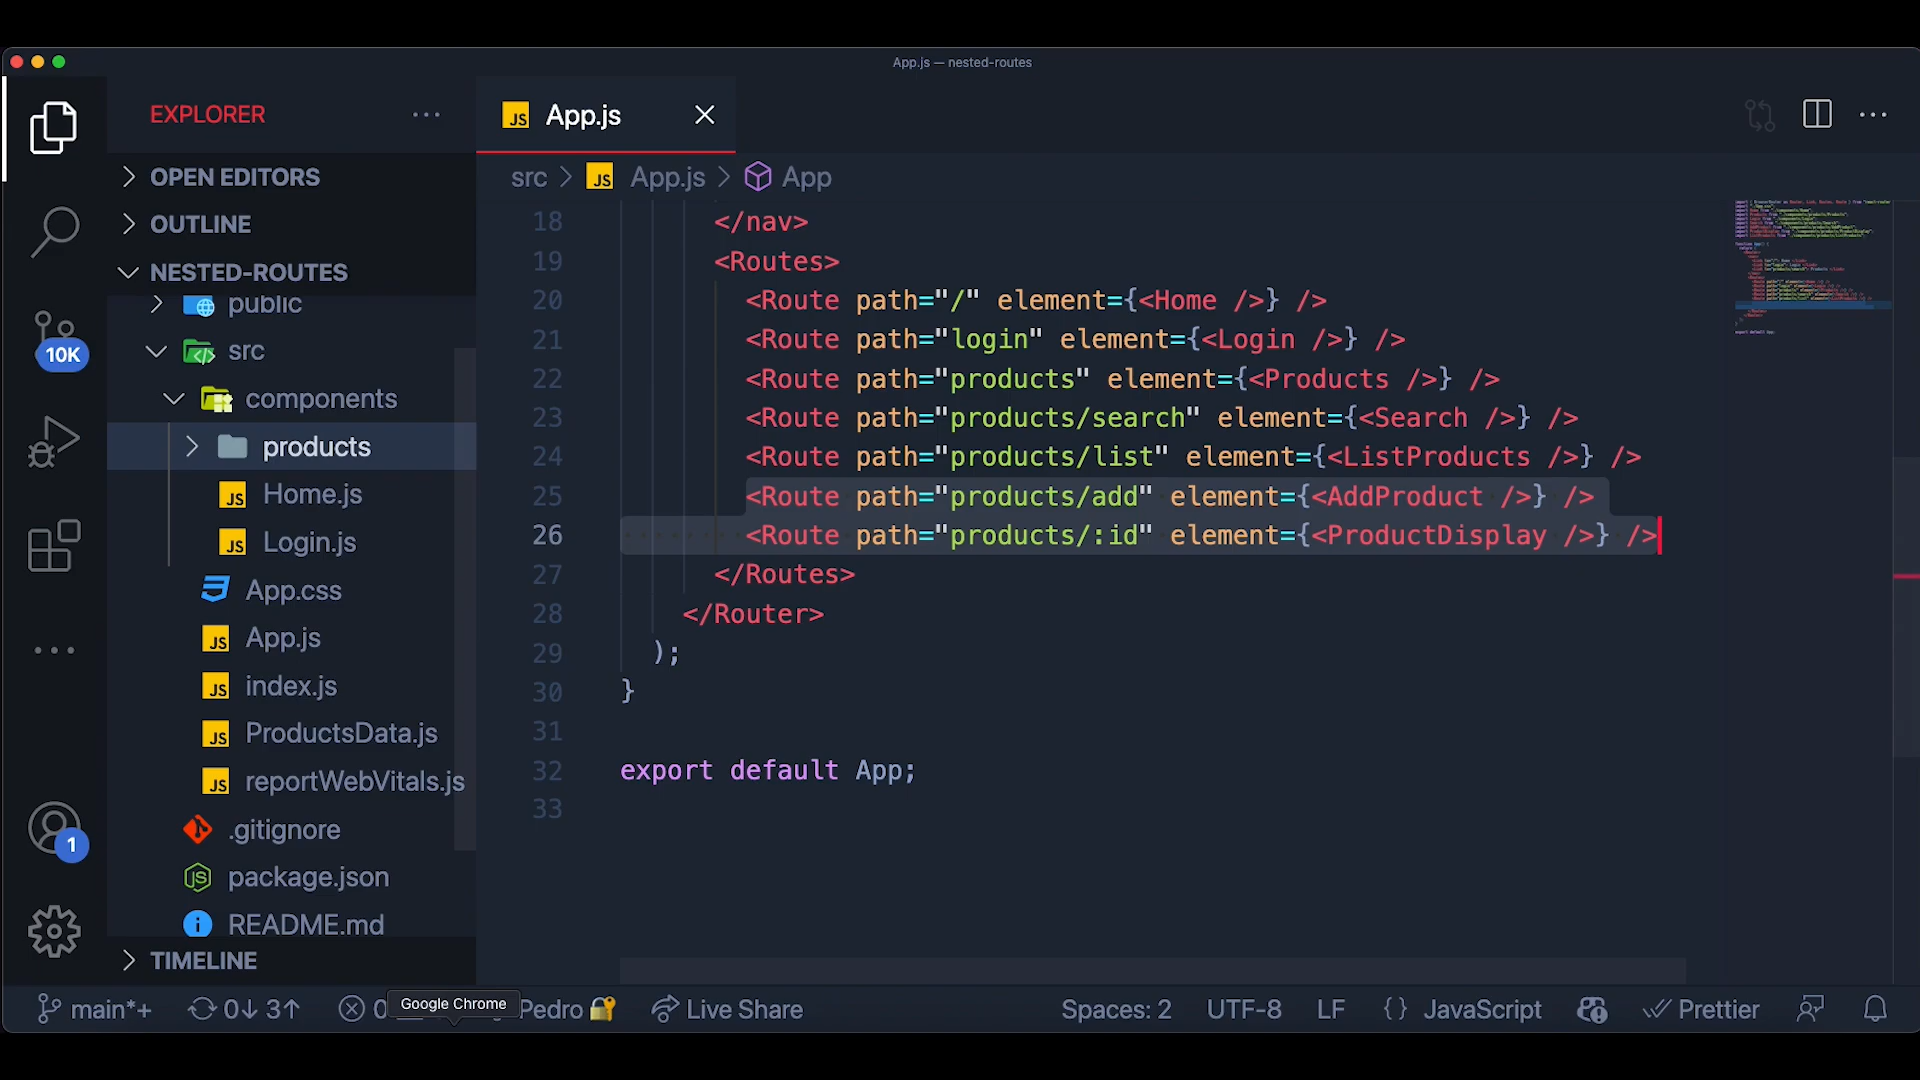 App.js — nested-routes
EXPLORER
App.js
OPEN EDITORS
src > App.js > App
OUTLINE
NESTED-ROUTES
public
src
components
products
Home.js
Login.js
App.css
App.js
index.js
ProductsData.js
reportWebVitals.js
.gitignore
package.json
README.md
TIMELINE
10K
1
18 </nav>
19 <Routes>
20 <Route path="/" element={<Home />} />
21 <Route path="login" element={<Login />} />
22 <Route path="products" element={<Products />} />
23 <Route path="products/search" element={<Search />} />
24 <Route path="products/list" element={<ListProducts />} />
25 <Route path="products/add" element={<AddProduct />} />
26 <Route path="products/:id" element={<ProductDisplay />} />
27 </Routes>
28 </Router>
29 );
30 }
31
32 export default App;
33
main*+ 0↓ 3↑ 0 Google Chrome Pedro Live Share Spaces: 2 UTF-8 LF {} JavaScript Prettier